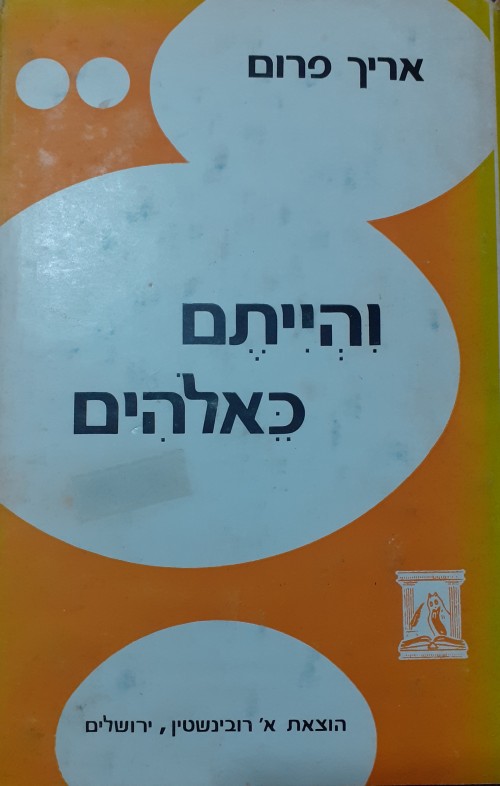 אריך פרום
וִהְיִיתֶם
כֵּאלֹהִים
הוצאת א' רובינשטין, ירושלים